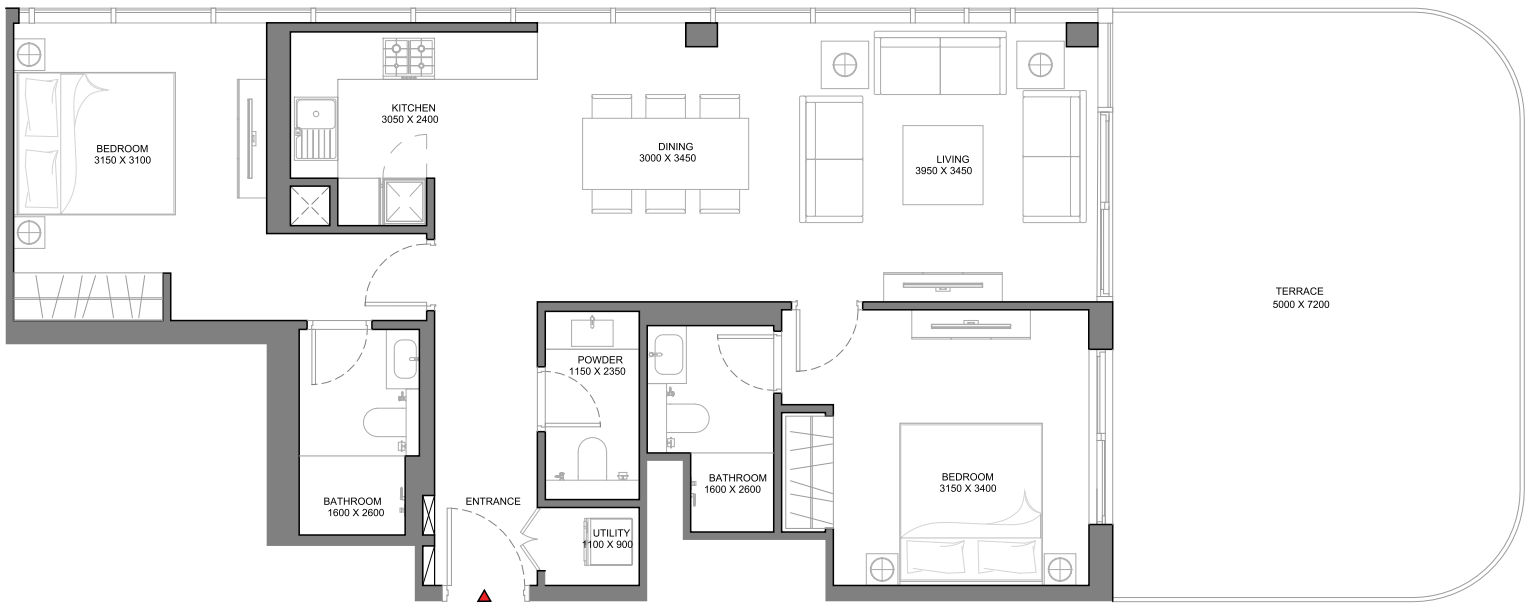 BEDROOM
3150 X 3100
KITCHEN
3050 X 2400
DINING
3000 X 3450
LIVING
3950 X 3450
TERRACE
5000 X 7200
POWDER
1150 X 2350
BATHROOM
1600 X 2600
ENTRANCE
UTILITY
1100 X 900
BATHROOM
1600 X 2600
BEDROOM
3150 X 3400